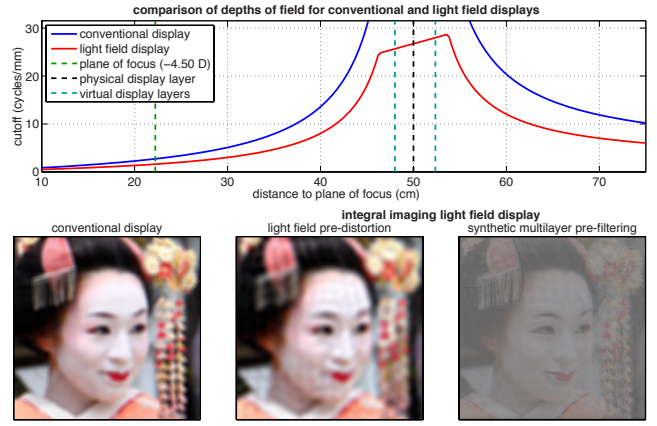 comparison of depths of field for conventional and light field displays
conventional display
light field display
plane of focus (−4.50 D)
physical display layer
virtual display layers
cutoff (cycles/mm)
30
20
10
0
10 20 30 40 50 60 70
distance to plane of focus (cm)
integral imaging light field display
conventional display light field pre-distortion synthetic multilayer pre-filtering